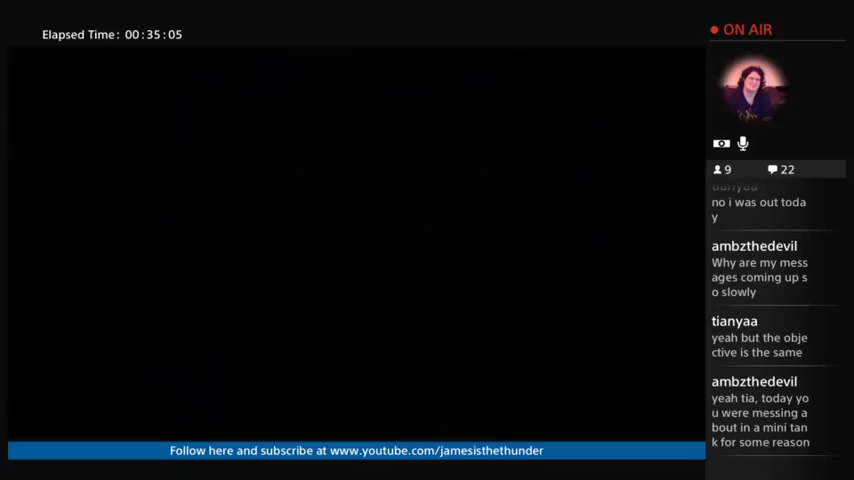 Elapsed Time: 00:35:05
ON AIR
9
22
tianyaa
no i was out toda
y
ambzthedevil
Why are my mess
ages coming up s
o slowly
tianyaa
yeah but the obje
ctive is the same
ambzthedevil
yeah tia, today yo
u were messing a
bout in a mini tan
k for some reason
Follow here and subscribe at www.youtube.com/jamesisthethunder